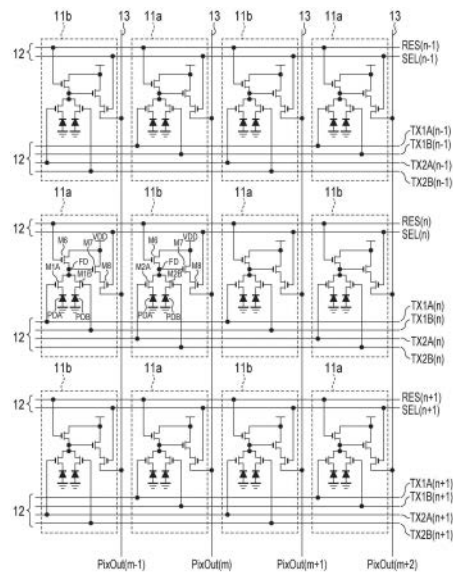 11b 13 11a 13 11b 13 11a 13
12 RES(n-1)
SEL(n-1)
TX1A(n-1)
TX1B(n-1)
12 TX2A(n-1)
TX2B(n-1)
11a 11b 11a 11b
12 RES(n)
SEL(n)
M6 M7 VDD M6 M7 VDD
FD FD
M1A M1B M8 M2A M2B M8
PDA PDB PDA PDB
TX1A(n)
TX1B(n)
12 TX2A(n)
TX2B(n)
11b 11a 11b 11a
12 RES(n+1)
SEL(n+1)
TX1A(n+1)
TX1B(n+1)
12 TX2A(n+1)
TX2B(n+1)
PixOut(m-1) PixOut(m) PixOut(m+1) PixOut(m+2)